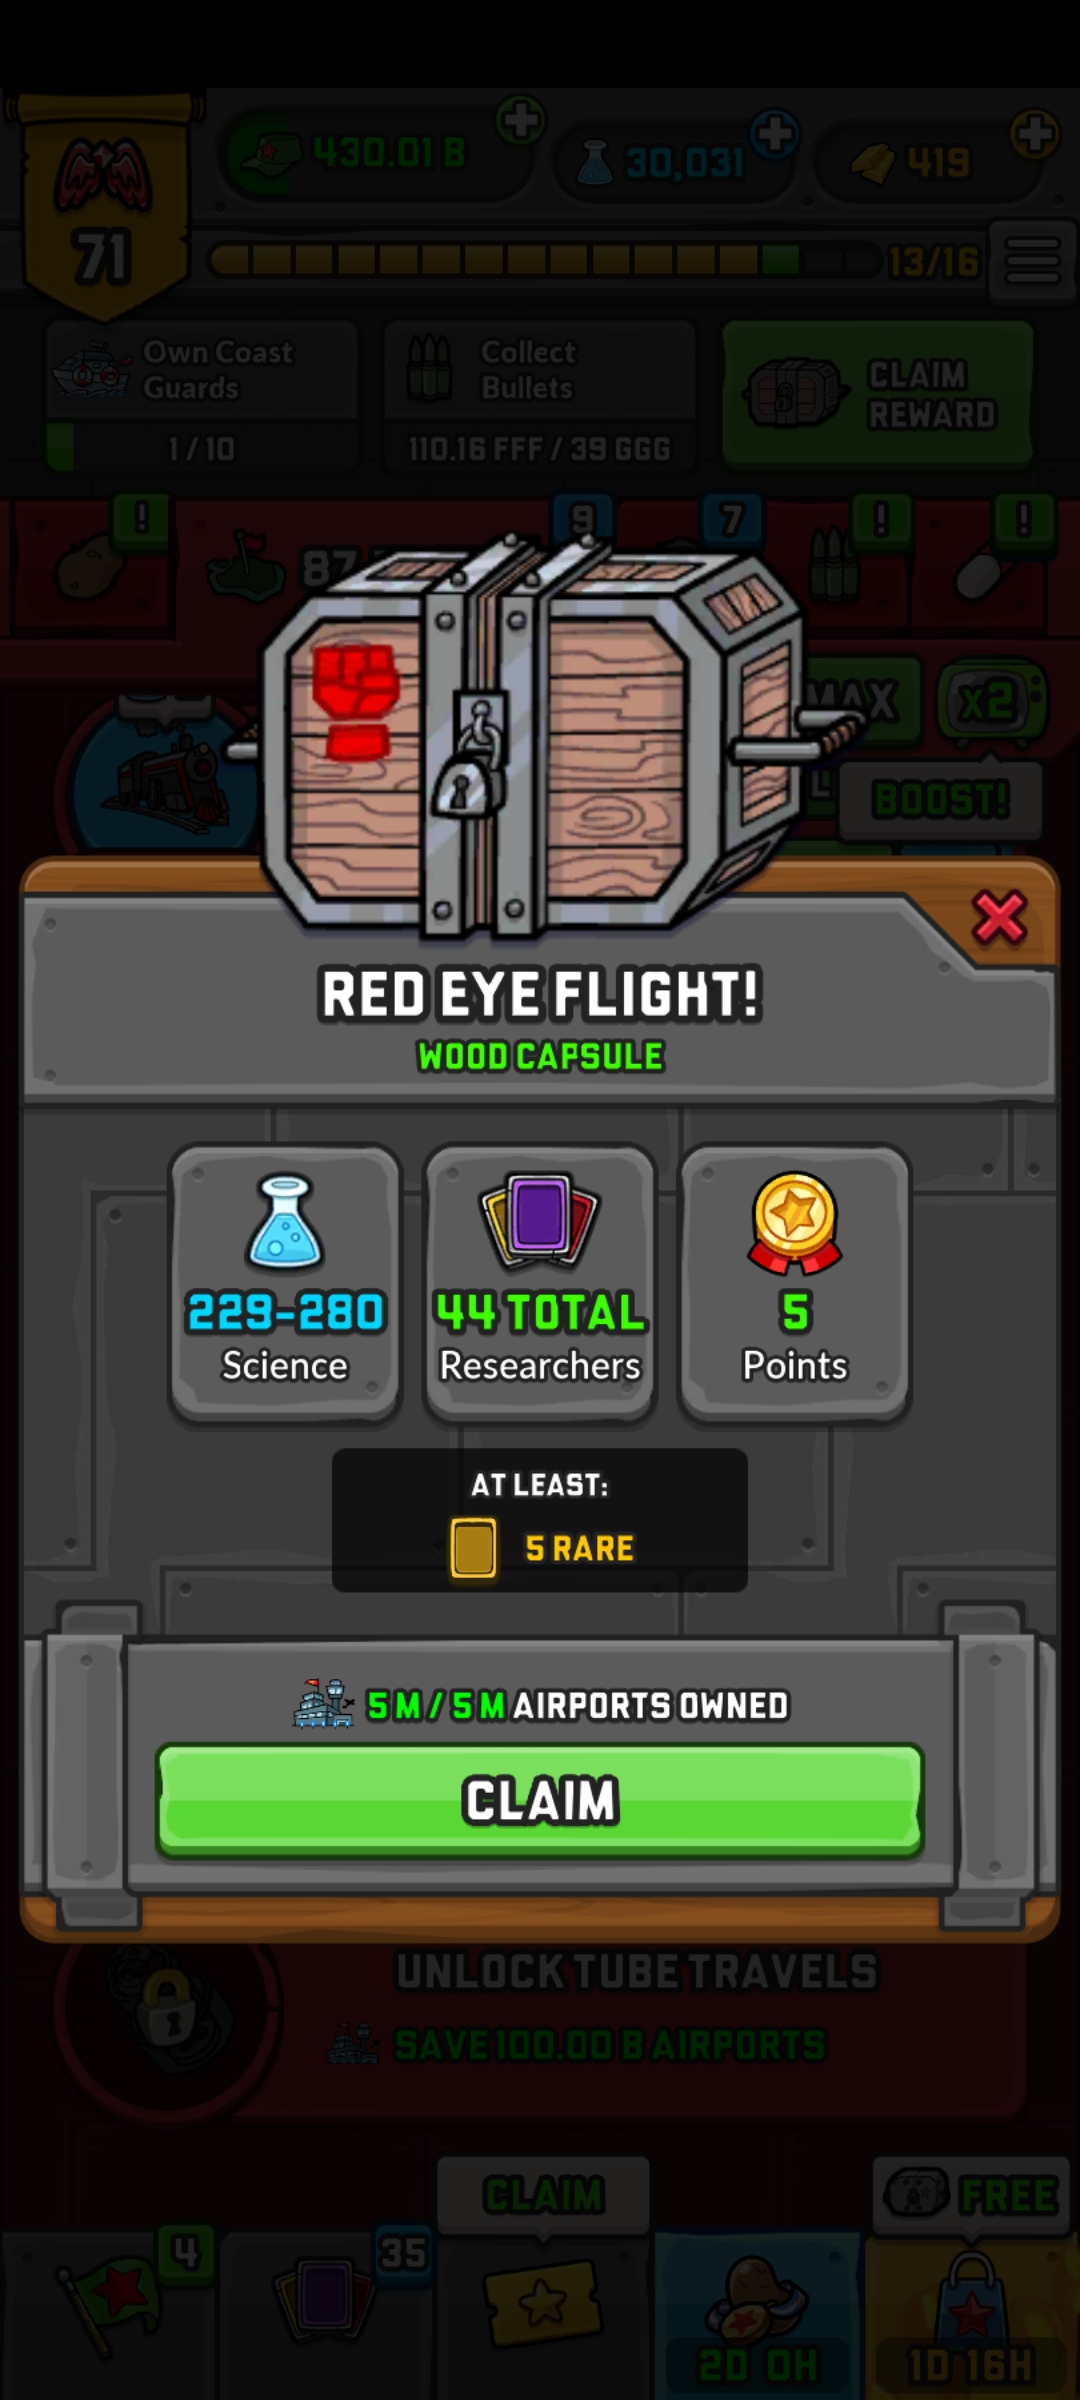 430.01 B
30,031
419
71
13/16
Own Coast
Guards
1 / 10
Collect
Bullets
110.16 FFF / 39 GGG
CLAIM
REWARD
!
87
9
7
!
!
MAX
x2
BOOST!
RED EYE FLIGHT!
WOOD CAPSULE
229-280
Science
44 TOTAL
Researchers
5
Points
AT LEAST:
5 RARE
5 M / 5 M AIRPORTS OWNED
CLAIM
UNLOCK TUBE TRAVELS
SAVE 100.00 B AIRPORTS
CLAIM
FREE
4
35
2D 0H
1D 16H